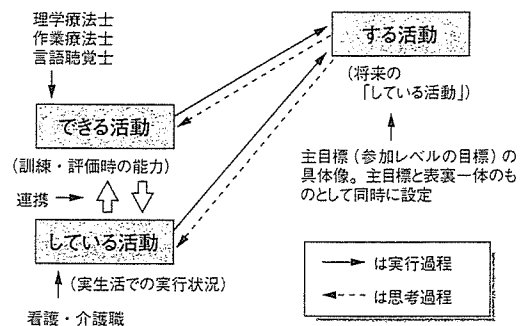 理学療法士
作業療法士
言語聴覚士
する活動
(将来の
「している活動」)
できる活動
(訓練・評価時の能力)
連携
主目標(参加レベルの目標)の
具体像。主目標と表裏一体のも
のとして同時に設定
している活動
(実生活での実行状況)
看護・介護職
は実行過程
は思考過程